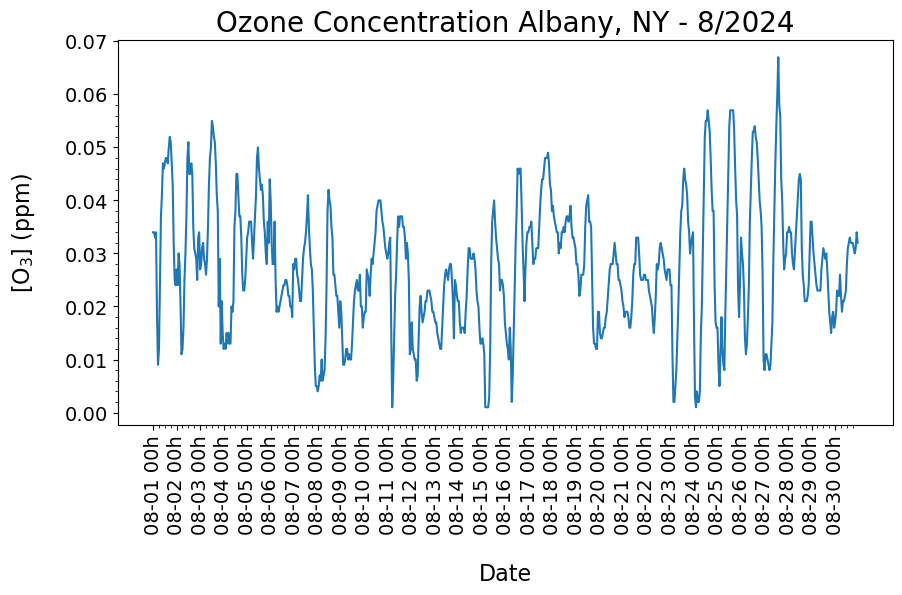 Ozone Concentration Albany, NY - 8/2024
0.07
0.06
0.05
0.04
0.03
0.02
0.01
0.00
[O₃] (ppm)
08-01 00h
08-02 00h
08-03 00h
08-04 00h
08-05 00h
08-06 00h
08-07 00h
08-08 00h
08-09 00h
08-10 00h
08-11 00h
08-12 00h
08-13 00h
08-14 00h
08-15 00h
08-16 00h
08-17 00h
08-18 00h
08-19 00h
08-20 00h
08-21 00h
08-22 00h
08-23 00h
08-24 00h
08-25 00h
08-26 00h
08-27 00h
08-28 00h
08-29 00h
08-30 00h
Date